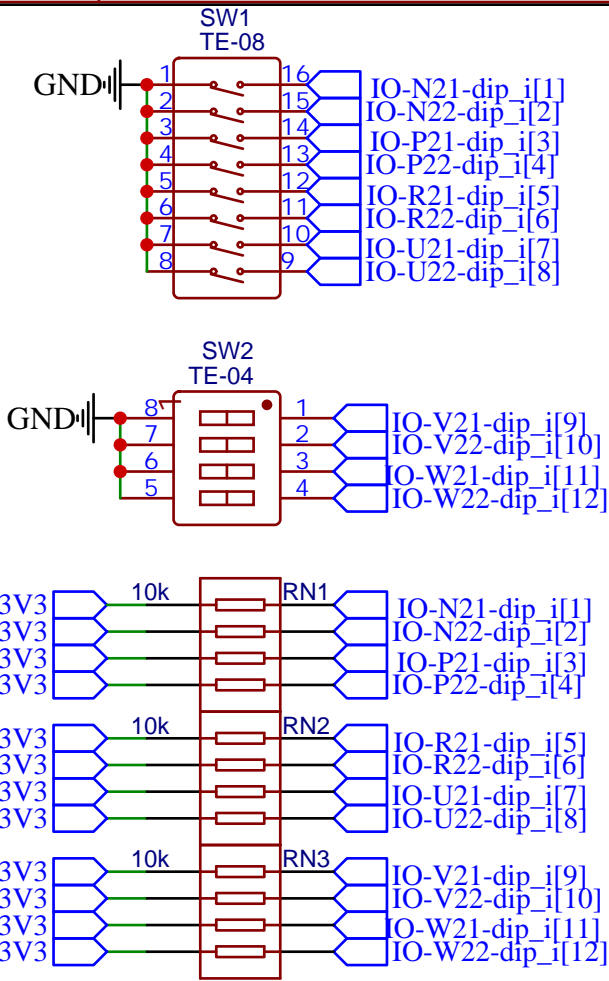 SW1
TE-08
GND
1 16 IO-N21-dip_i[1]
2 15 IO-N22-dip_i[2]
3 14 IO-P21-dip_i[3]
4 13 IO-P22-dip_i[4]
5 12 IO-R21-dip_i[5]
6 11 IO-R22-dip_i[6]
7 10 IO-U21-dip_i[7]
8 9 IO-U22-dip_i[8]
SW2
TE-04
GND
8 1 IO-V21-dip_i[9]
7 2 IO-V22-dip_i[10]
6 3 IO-W21-dip_i[11]
5 4 IO-W22-dip_i[12]
3V3 10k RN1 IO-N21-dip_i[1]
3V3 IO-N22-dip_i[2]
3V3 IO-P21-dip_i[3]
3V3 IO-P22-dip_i[4]
3V3 10k RN2 IO-R21-dip_i[5]
3V3 IO-R22-dip_i[6]
3V3 IO-U21-dip_i[7]
3V3 IO-U22-dip_i[8]
3V3 10k RN3 IO-V21-dip_i[9]
3V3 IO-V22-dip_i[10]
3V3 IO-W21-dip_i[11]
3V3 IO-W22-dip_i[12]